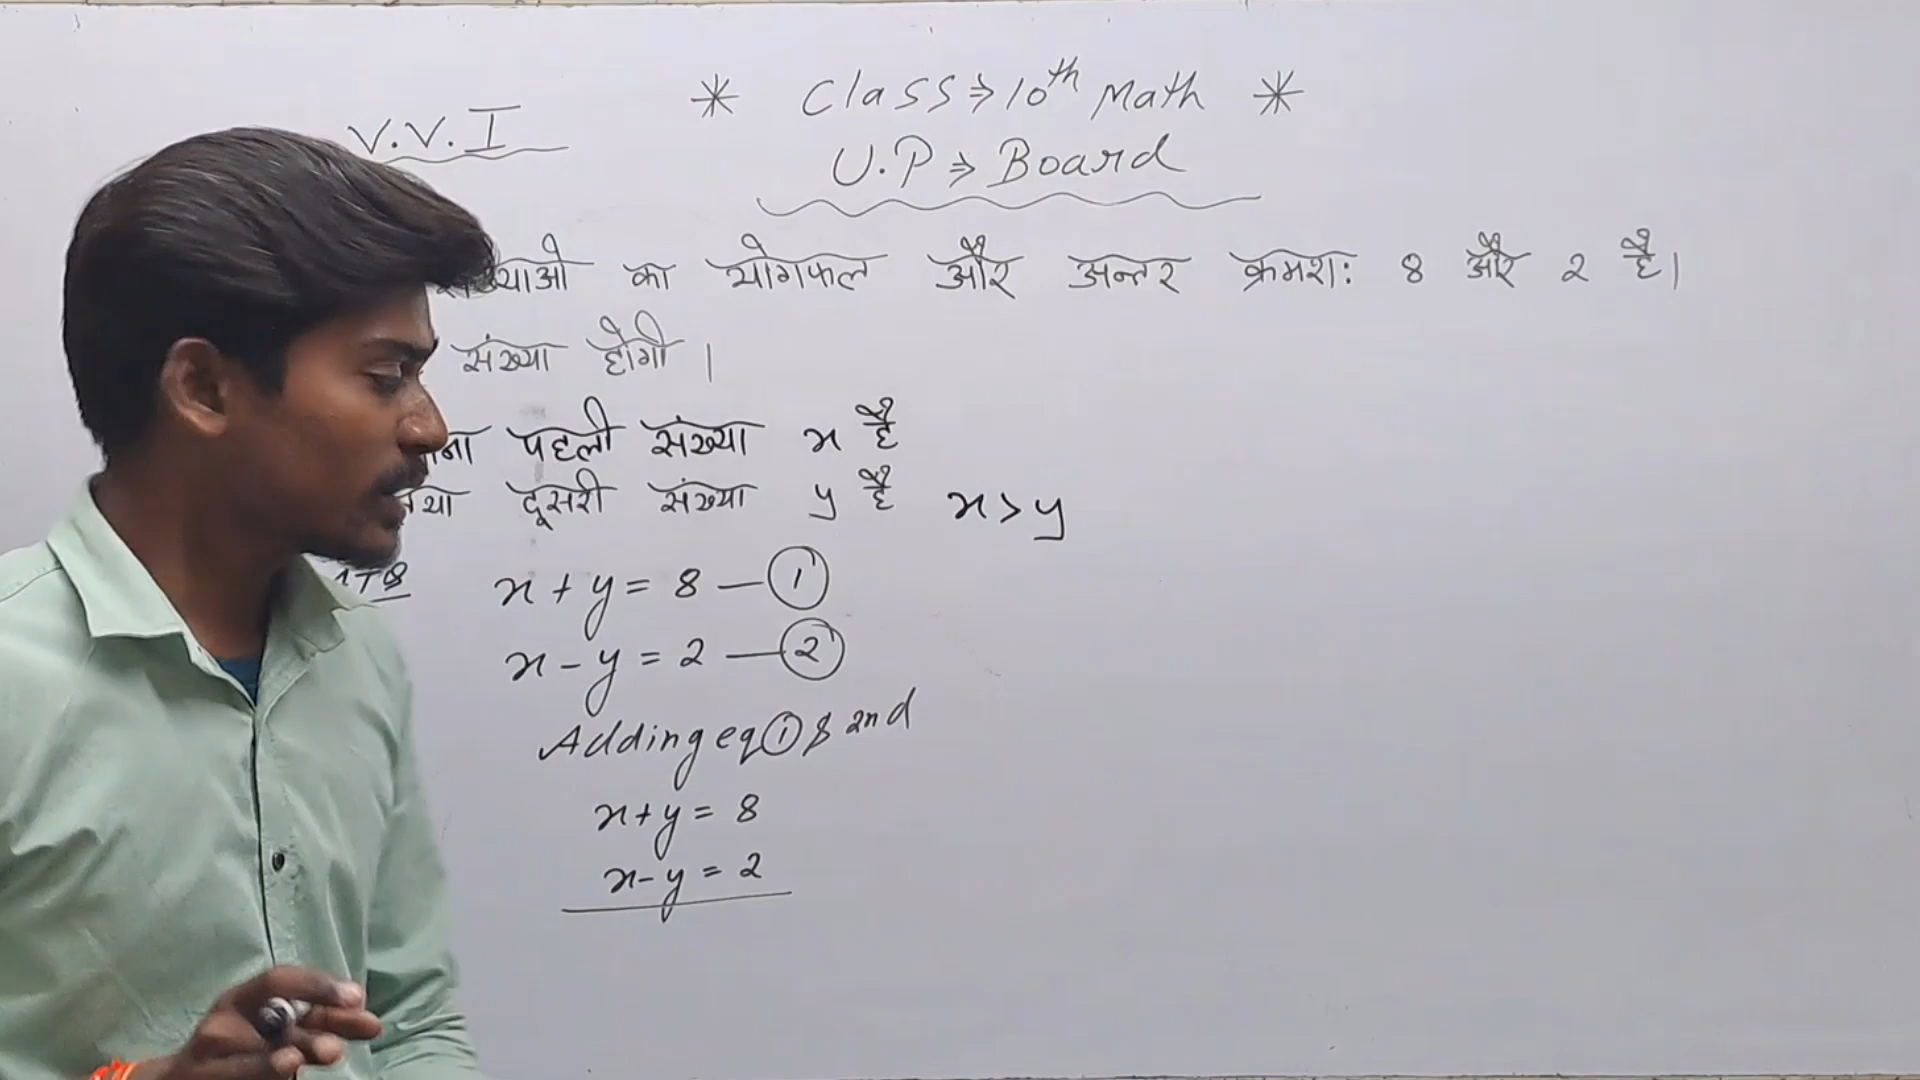 V.V.I
* Class ⇒ 10th Math *
U.P ⇒ Board
का योगफल और अन्तर क्रमश: 8 और 2 है।
संख्या होगी।
पहली संख्या x है
दूसरी संख्या y है x > y
x + y = 8 — ①
x - y = 2 — ②
Adding eq ① & 2nd
x + y = 8
x - y = 2